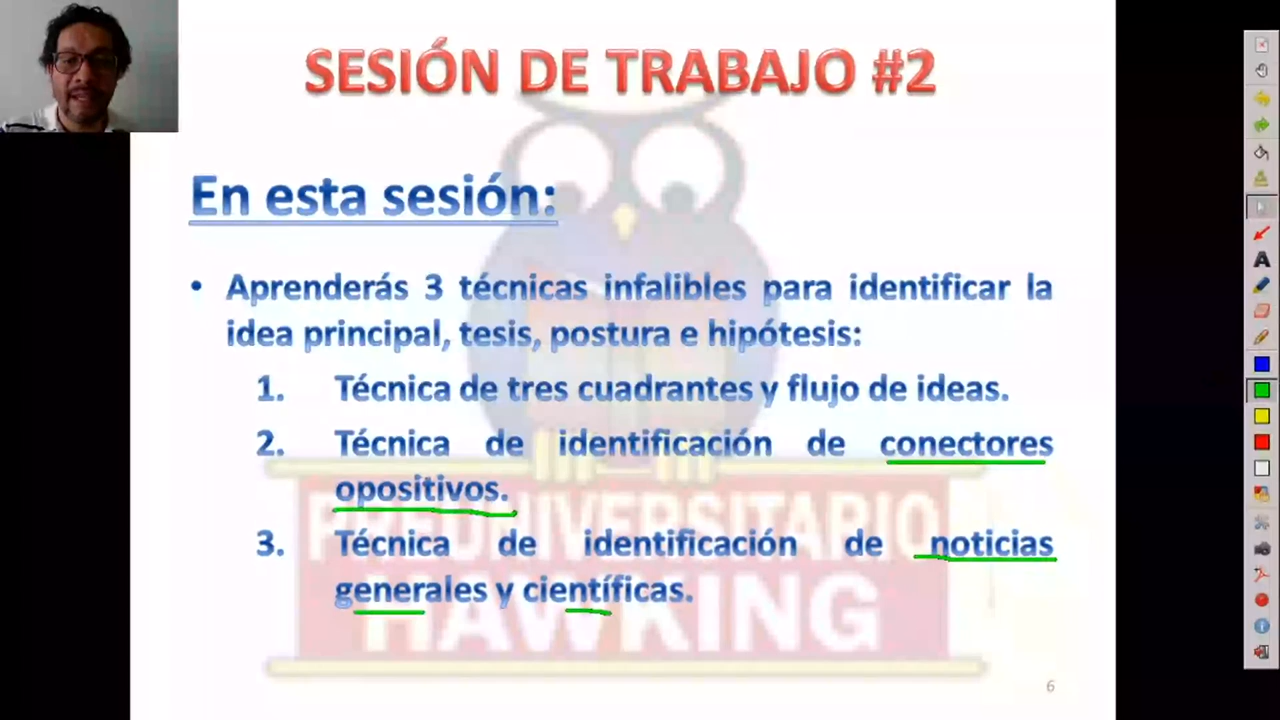 SESIÓN DE TRABAJO #2
En esta sesión:
• Aprenderás 3 técnicas infalibles para identificar la
idea principal, tesis, postura e hipótesis:
1. Técnica de tres cuadrantes y flujo de ideas.
2. Técnica de identificación de conectores
opositivos.
3. Técnica de identificación de noticias
generales y científicas.
PREUNIVERSITARIO
HAWKING
6